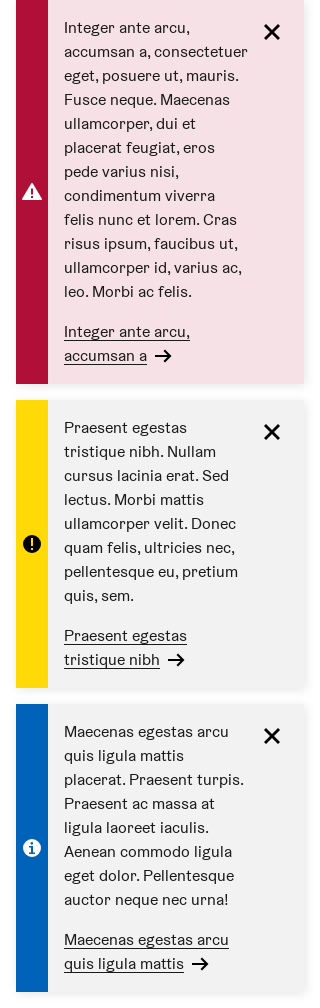 Integer ante arcu,
accumsan a, consectetuer
eget, posuere ut, mauris.
Fusce neque. Maecenas
ullamcorper, dui et
placerat feugiat, eros
pede varius nisi,
condimentum viverra
felis nunc et lorem. Cras
risus ipsum, faucibus ut,
ullamcorper id, varius ac,
leo. Morbi ac felis.
Integer ante arcu,
accumsan a
Praesent egestas
tristique nibh. Nullam
cursus lacinia erat. Sed
lectus. Morbi mattis
ullamcorper velit. Donec
quam felis, ultricies nec,
pellentesque eu, pretium
quis, sem.
Praesent egestas
tristique nibh
Maecenas egestas arcu
quis ligula mattis
placerat. Praesent turpis.
Praesent ac massa at
ligula laoreet iaculis.
Aenean commodo ligula
eget dolor. Pellentesque
auctor neque nec urna!
Maecenas egestas arcu
quis ligula mattis